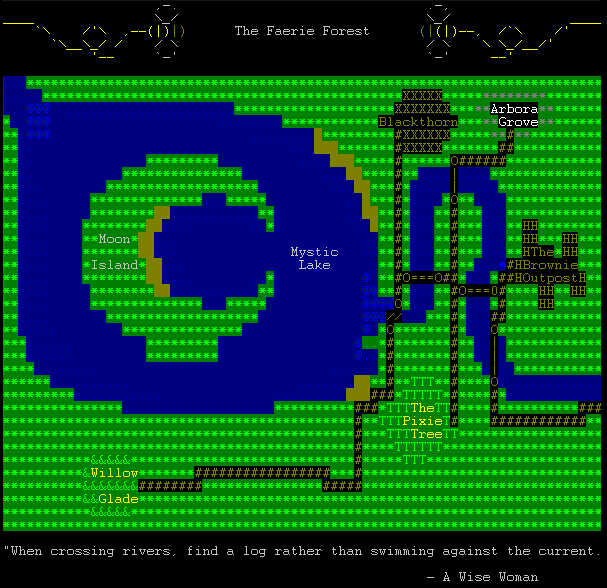 The Faerie Forest
Arbora
Blackthorn
Grove
Moon
Island
Mystic
Lake
The
Brownie
Outpost
The
Pixie
Tree
Willow
Glade
"When crossing rivers, find a log rather than swimming against the current.
- A Wise Woman